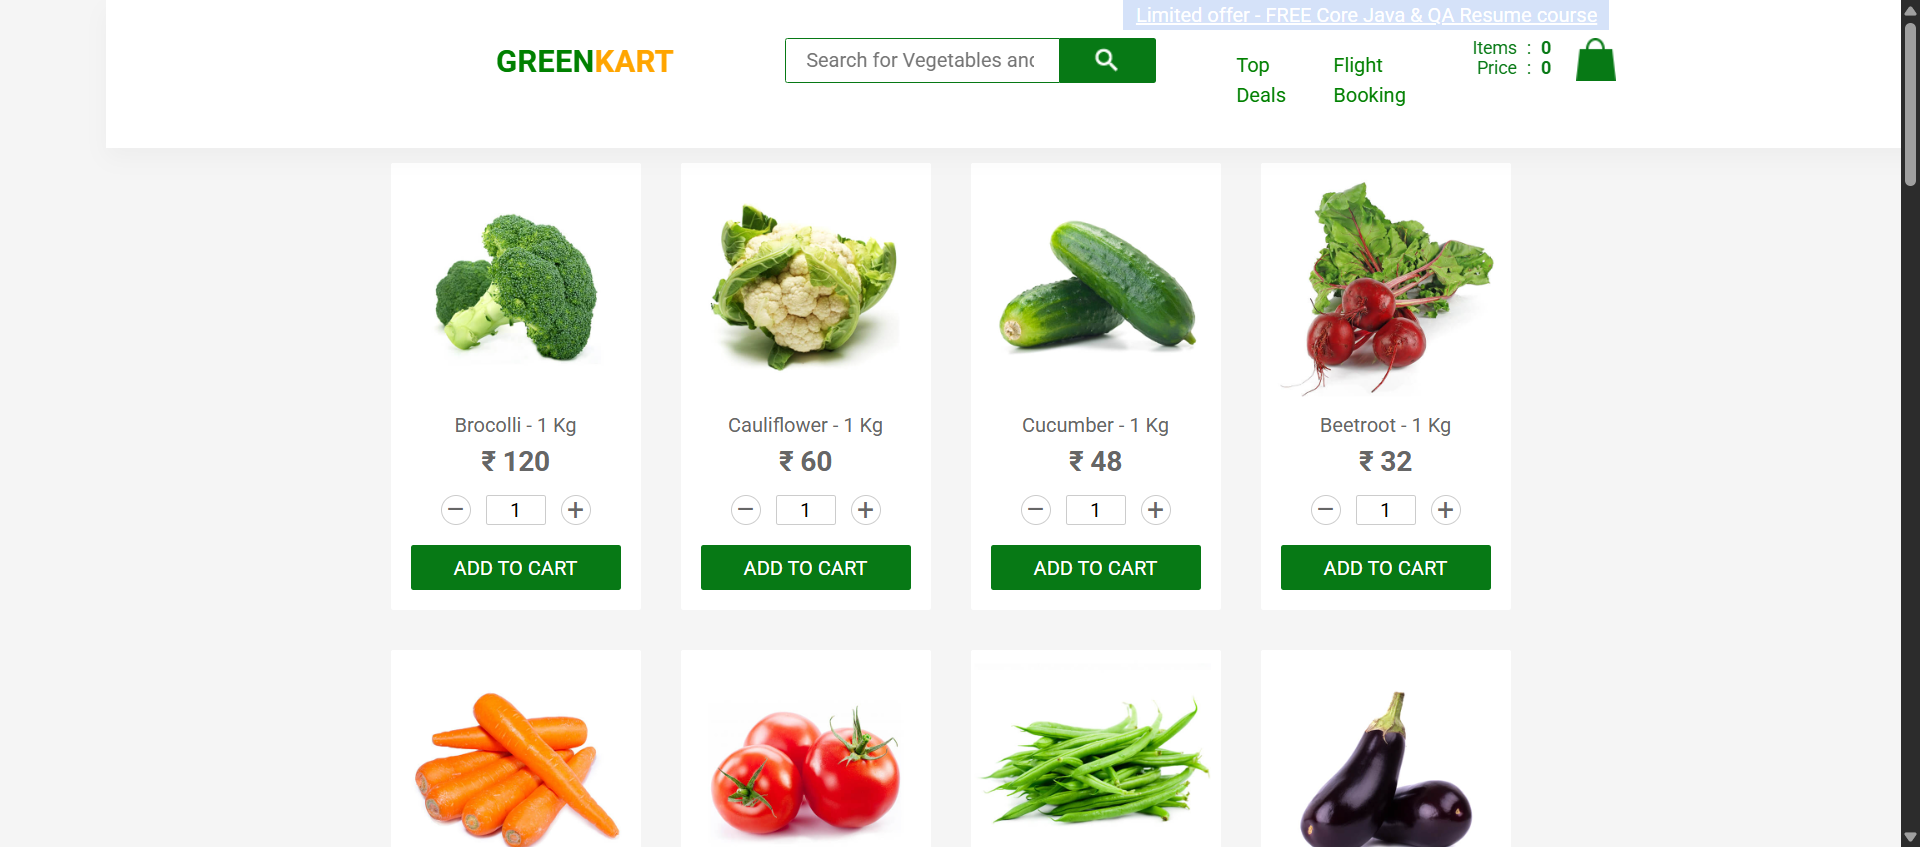 Limited offer - FREE Core Java & QA Resume course
GREENKART
Search for Vegetables and
Top Deals
Flight Booking
Items : 0
Price : 0
Brocolli - 1 Kg
₹ 120
− 1 +
ADD TO CART
Cauliflower - 1 Kg
₹ 60
− 1 +
ADD TO CART
Cucumber - 1 Kg
₹ 48
− 1 +
ADD TO CART
Beetroot - 1 Kg
₹ 32
− 1 +
ADD TO CART